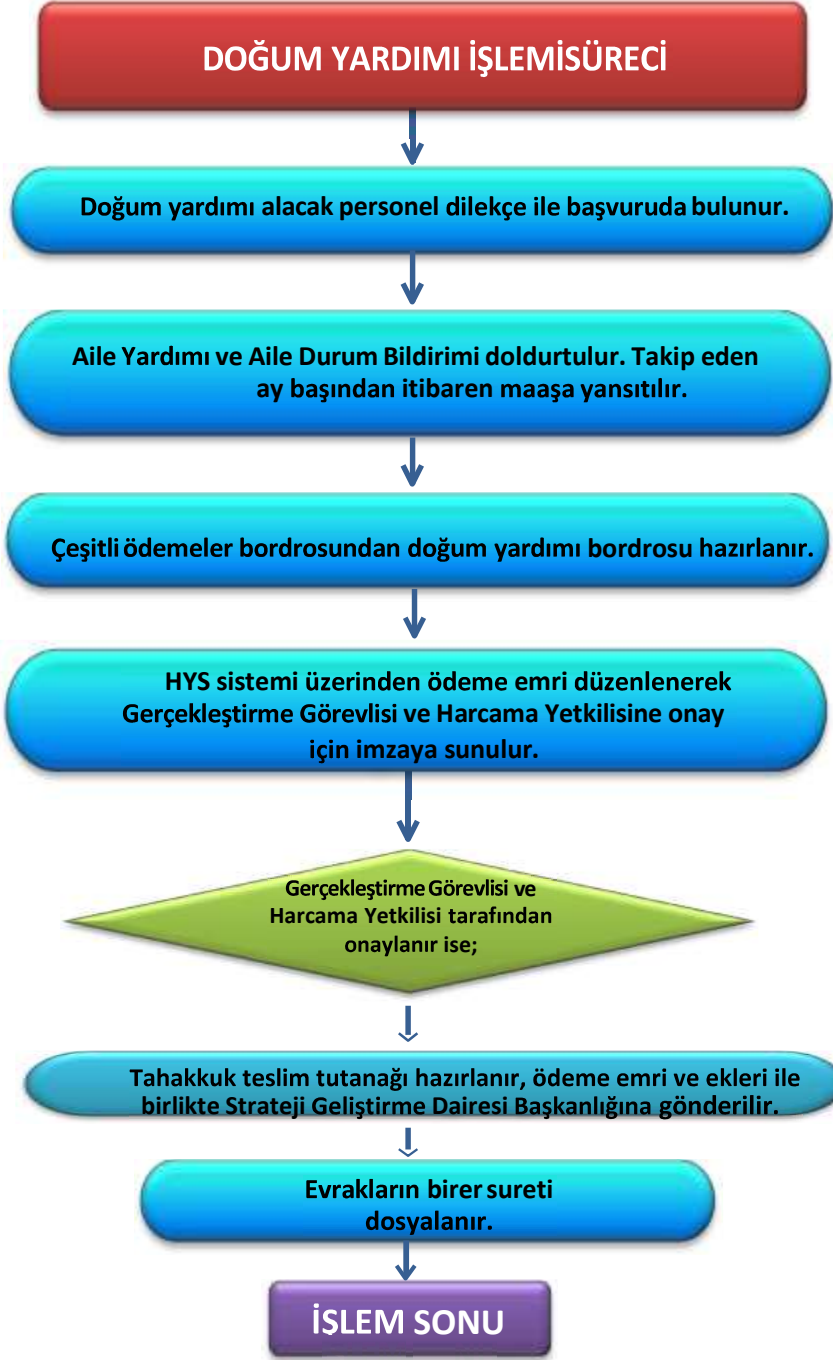 DOĞUM YARDIMI İŞLEMİSÜRECİ
Doğum yardımı alacak personel dilekçe ile başvuruda bulunur.
Aile Yardımı ve Aile Durum Bildirimi doldurtulur. Takip eden
ay başından itibaren maaşa yansıtılır.
Çeşitli ödemeler bordrosundan doğum yardımı bordrosu hazırlanır.
HYS sistemi üzerinden ödeme emri düzenlenerek
Gerçekleştirme Görevlisi ve Harcama Yetkilisine onay
için imzaya sunulur.
Gerçekleştirme Görevlisi ve
Harcama Yetkilisi tarafından
onaylanır ise;
Tahakkuk teslim tutanağı hazırlanır, ödeme emri ve ekleri ile
birlikte Strateji Geliştirme Dairesi Başkanlığına gönderilir.
Evrakların birer sureti
dosyalanır.
İŞLEM SONU